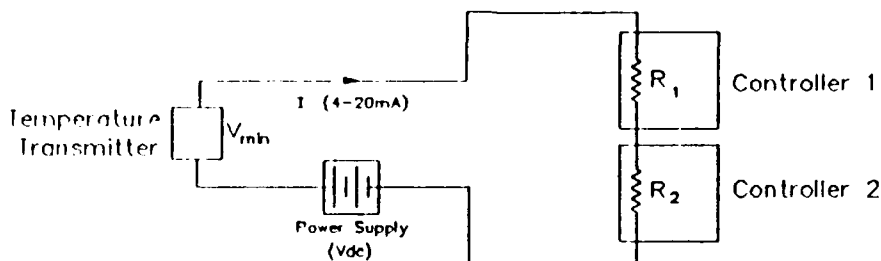 R1
Controller 1
I (4-20mA)
Temperature
Transmitter
Vmin
R2
Controller 2
Power Supply
(Vdc)